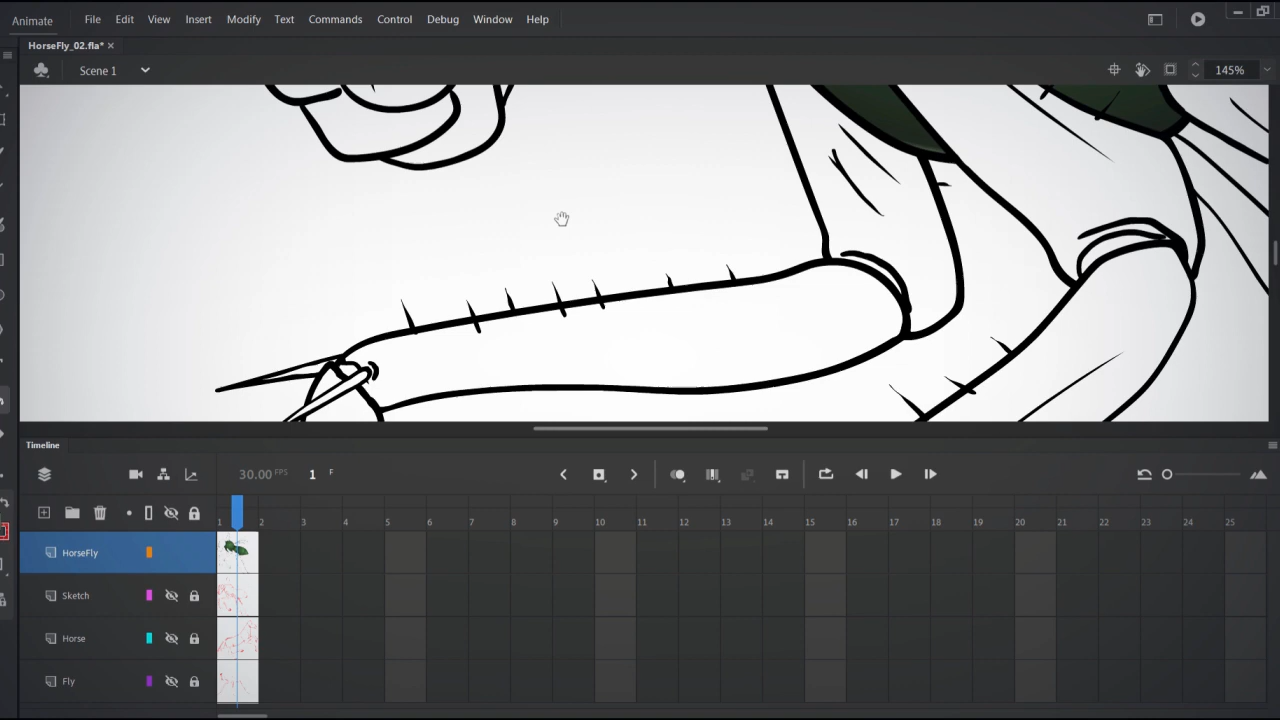 Animate File Edit View Insert Modify Text Commands Control Debug Window Help
HorseFly_02.fla*
Scene 1 145%
Timeline
30.00 FPS 1 F
1 2 3 4 5 6 7 8 9 10 11 12 13 14 15 16 17 18 19 20 21 22 23 24 25
HorseFly
Sketch
Horse
Fly